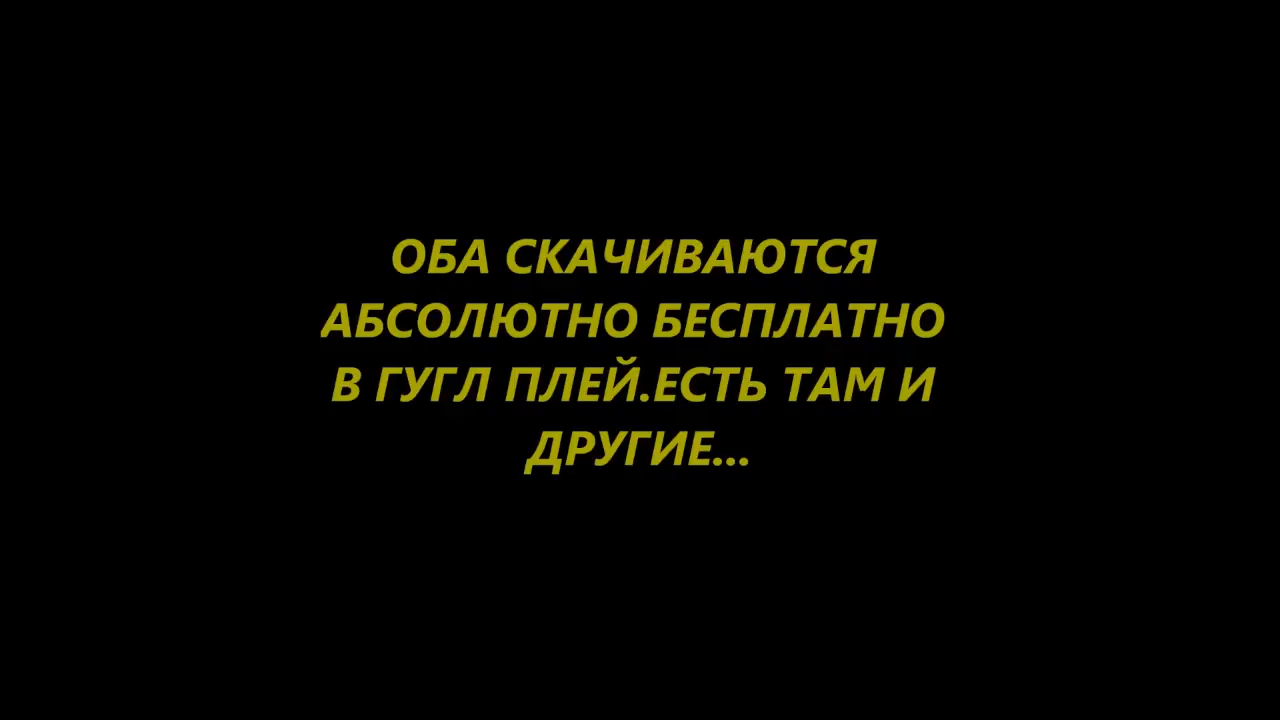 ОБА СКАЧИВАЮТСЯ
АБСОЛЮТНО БЕСПЛАТНО
В ГУГЛ ПЛЕЙ.ЕСТЬ ТАМ И
ДРУГИЕ...